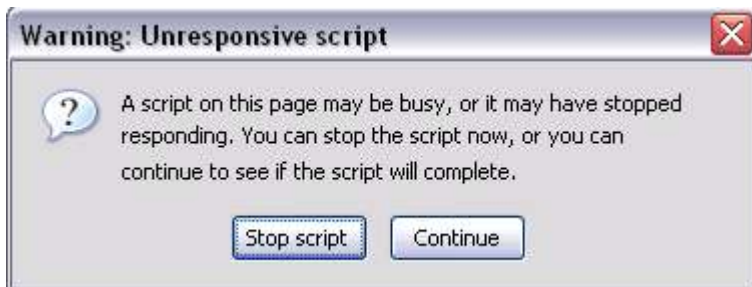 Warning: Unresponsive script
A script on this page may be busy, or it may have stopped
responding. You can stop the script now, or you can
continue to see if the script will complete.
Stop script Continue